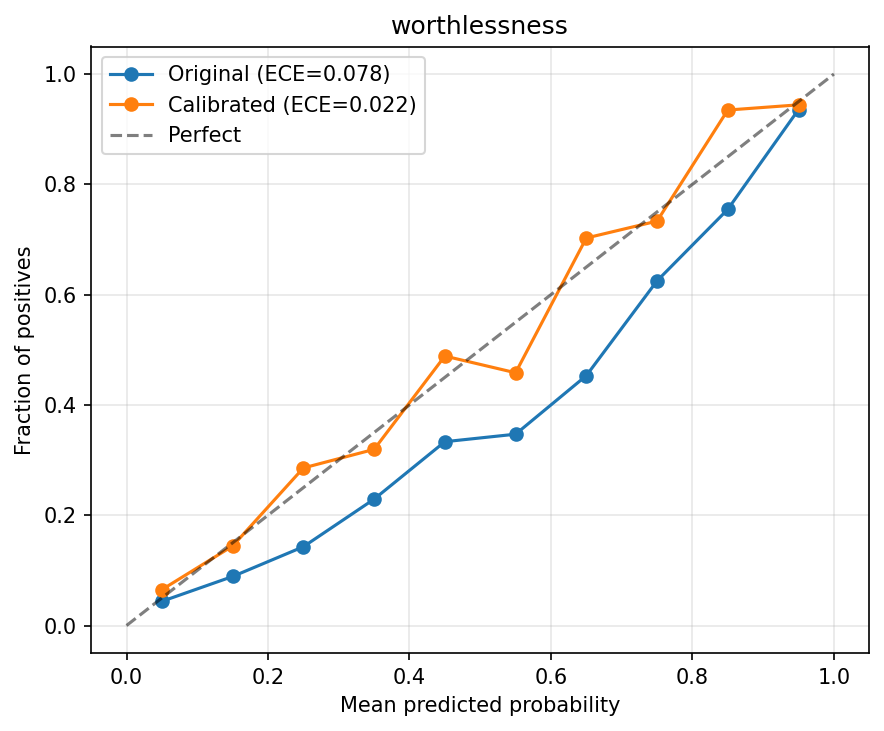 worthlessness
Original (ECE=0.078)
Calibrated (ECE=0.022)
Perfect
Fraction of positives
1.0
0.8
0.6
0.4
0.2
0.0
0.0 0.2 0.4 0.6 0.8 1.0
Mean predicted probability